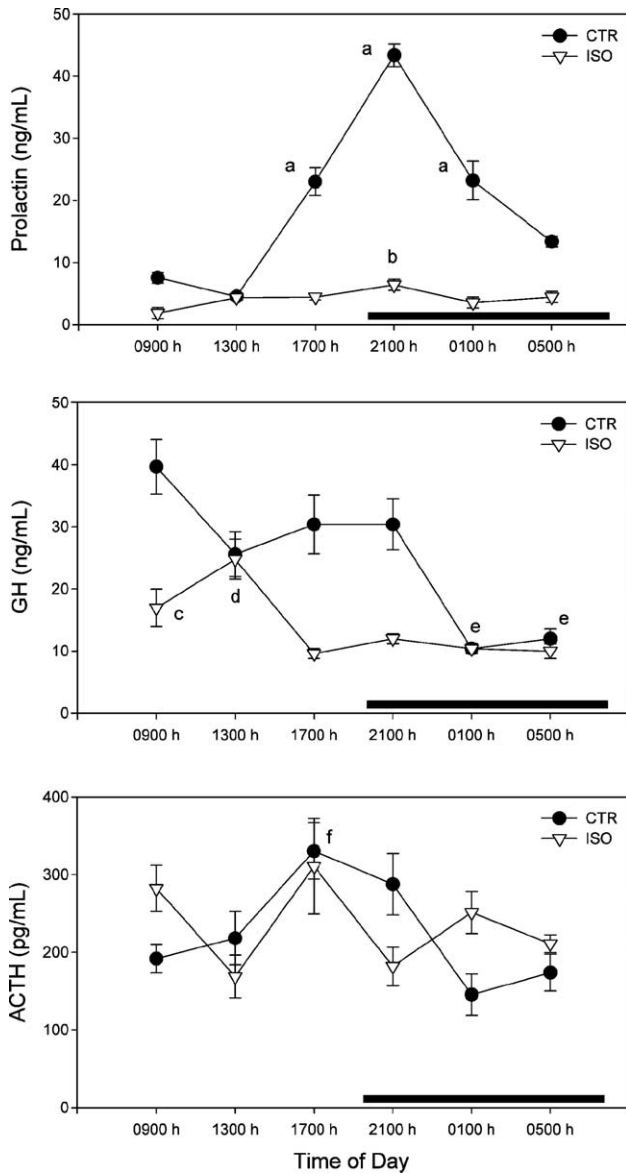 50
40
30
20
10
0
Prolactin (ng/mL)
CTR
ISO
a
a
a
b
0900 h 1300 h 1700 h 2100 h 0100 h 0500 h
50
40
30
20
10
0
GH (ng/mL)
CTR
ISO
c
d
e
e
0900 h 1300 h 1700 h 2100 h 0100 h 0500 h
400
300
200
100
0
ACTH (pg/mL)
CTR
ISO
f
0900 h 1300 h 1700 h 2100 h 0100 h 0500 h
Time of Day